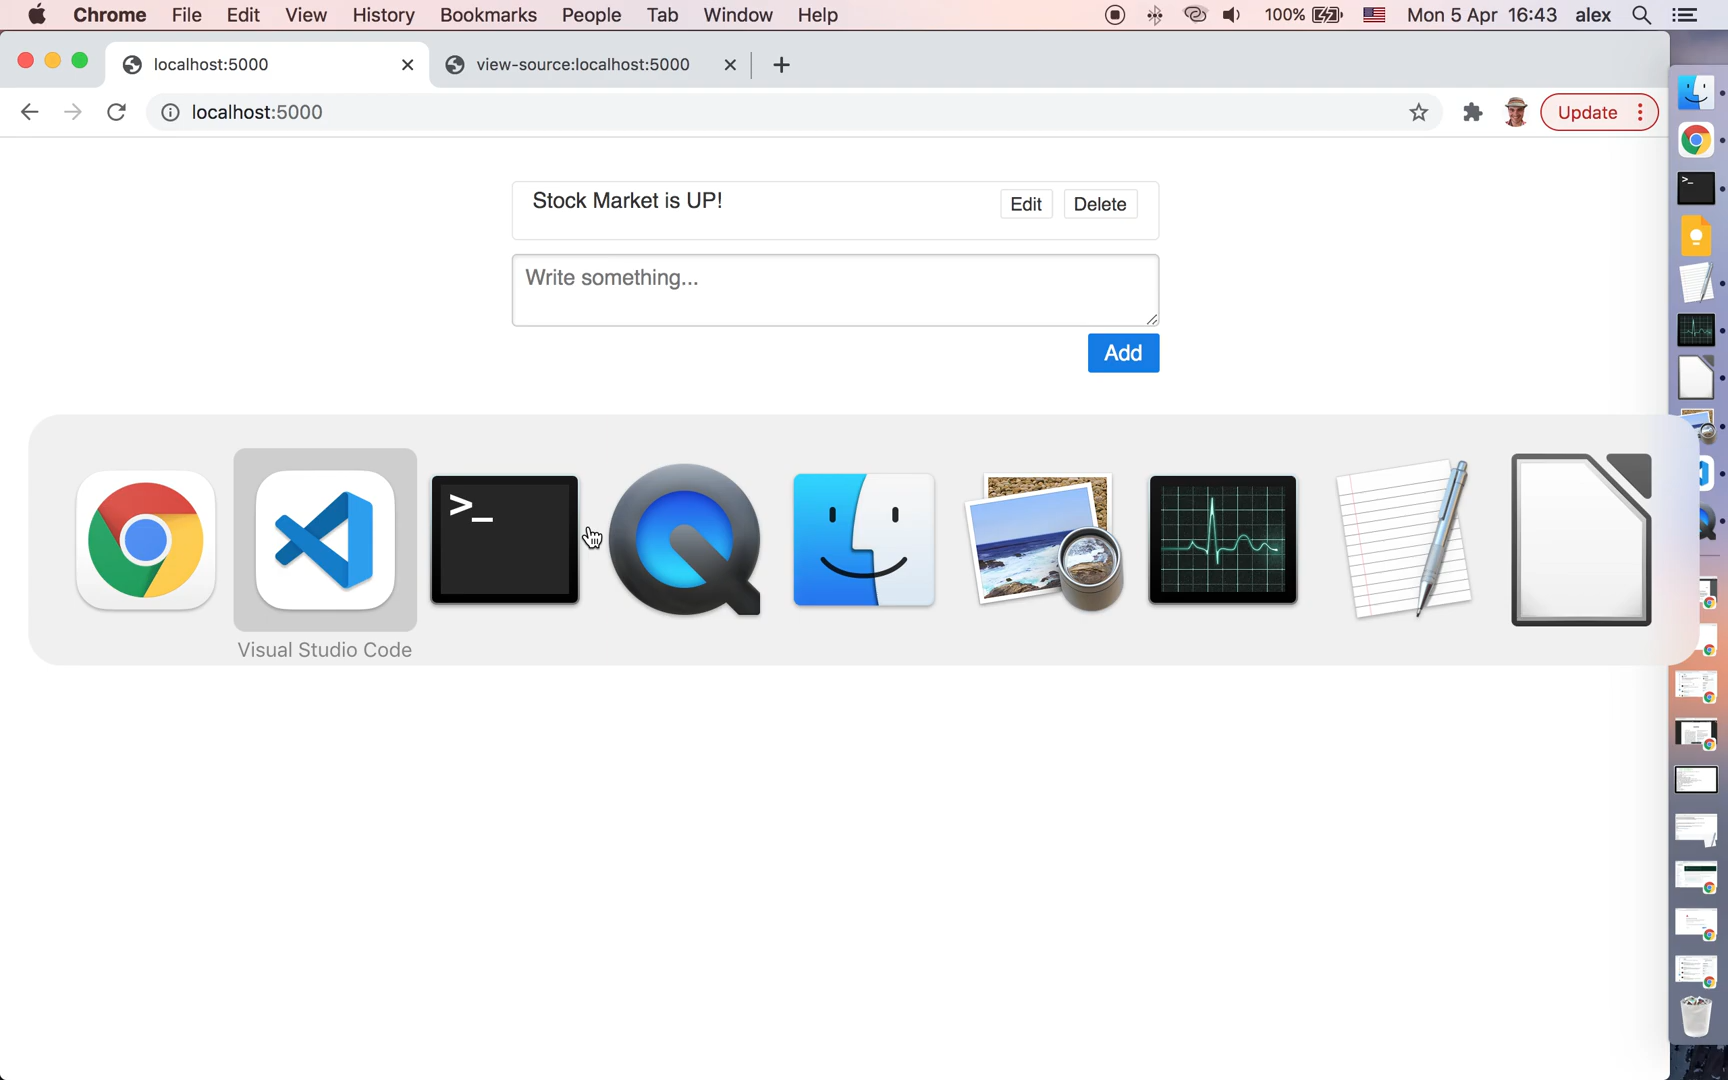 Chrome File Edit View History Bookmarks People Tab Window Help 100% Mon 5 Apr 16:43 alex
localhost:5000 view-source:localhost:5000
localhost:5000 Update
Stock Market is UP! Edit Delete
Write something...
Add
>_
Visual Studio Code